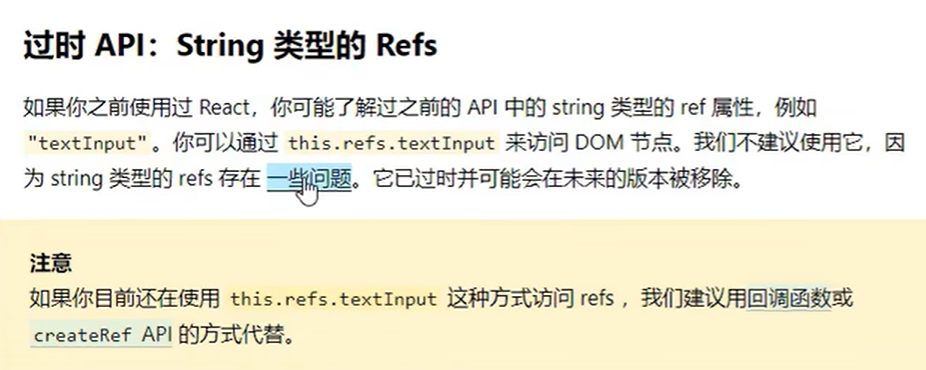 过时 API：String 类型的 Refs
如果你之前使用过 React，你可能了解过之前的 API 中的 string 类型的 ref 属性，例如
"textInput"。你可以通过 this.refs.textInput 来访问 DOM 节点。我们不建议使用它，因
为 string 类型的 refs 存在 一些问题。它已过时并可能会在未来的版本被移除。
注意
如果你目前还在使用 this.refs.textInput 这种方式访问 refs ，我们建议用回调函数或
createRef API 的方式代替。